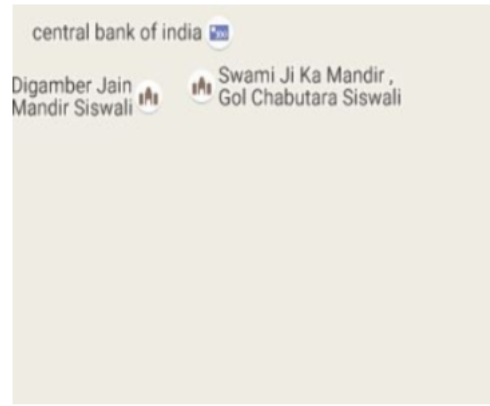 central bank of india
Digamber Jain
Mandir Siswali
Swami Ji Ka Mandir ,
Gol Chabutara Siswali